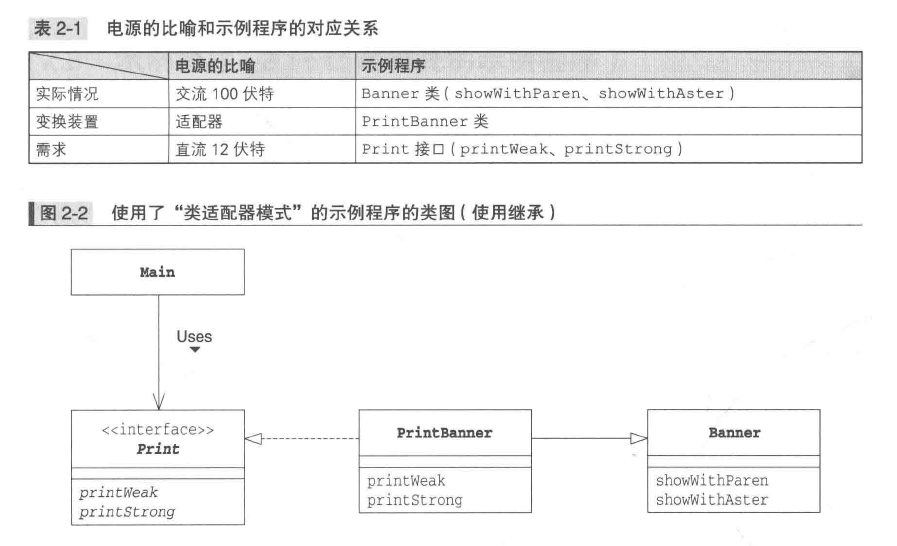 表 2-1 电源的比喻和示例程序的对应关系
电源的比喻 示例程序
实际情况 交流 100 伏特 Banner 类 ( showWithParen、showWithAster )
变换装置 适配器 PrintBanner 类
需求 直流 12 伏特 Print 接口 ( printWeak、printStrong )
图 2-2 使用了“类适配器模式”的示例程序的类图 ( 使用继承 )
Main
Uses
<<interface>>
Print
printWeak
printStrong
PrintBanner
printWeak
printStrong
Banner
showWithParen
showWithAster